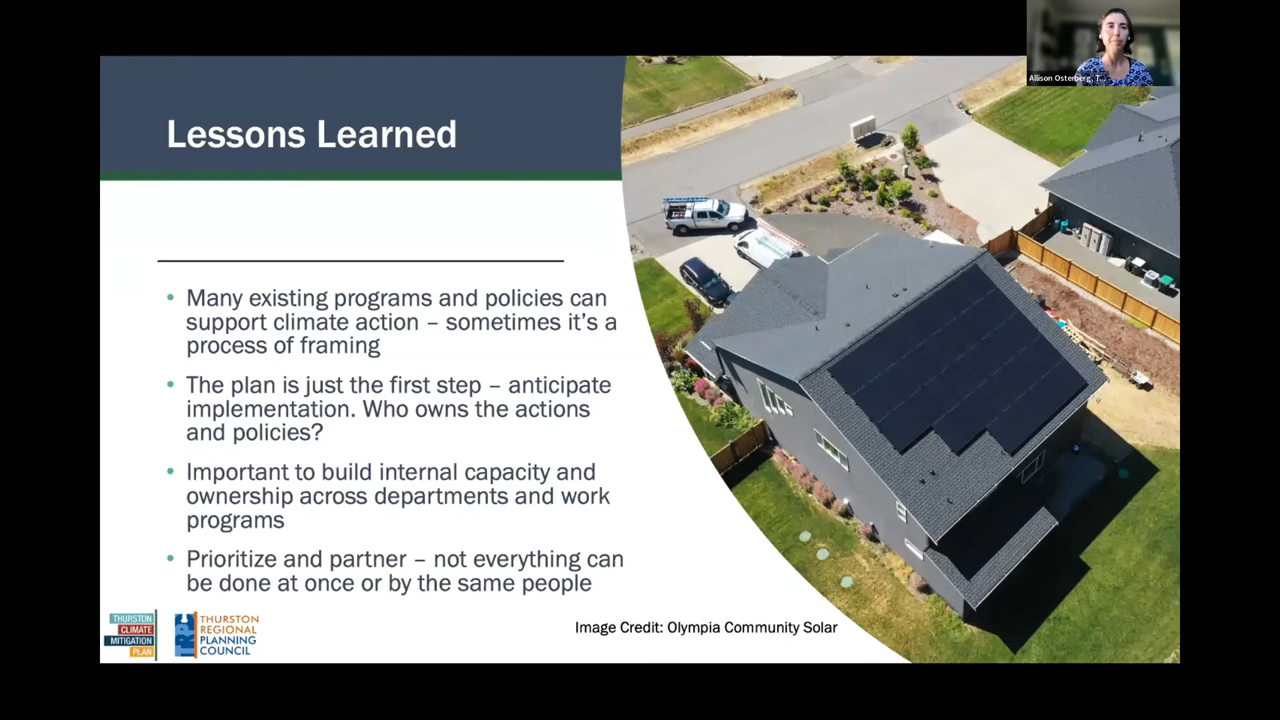 Allison Osterberg, T...
Lessons Learned
• Many existing programs and policies can
support climate action – sometimes it's a
process of framing
• The plan is just the first step – anticipate
implementation. Who owns the actions
and policies?
• Important to build internal capacity and
ownership across departments and work
programs
• Prioritize and partner – not everything can
be done at once or by the same people
THURSTON
CLIMATE
MITIGATION
PLAN
TRPC
THURSTON
REGIONAL
PLANNING
COUNCIL
Image Credit: Olympia Community Solar